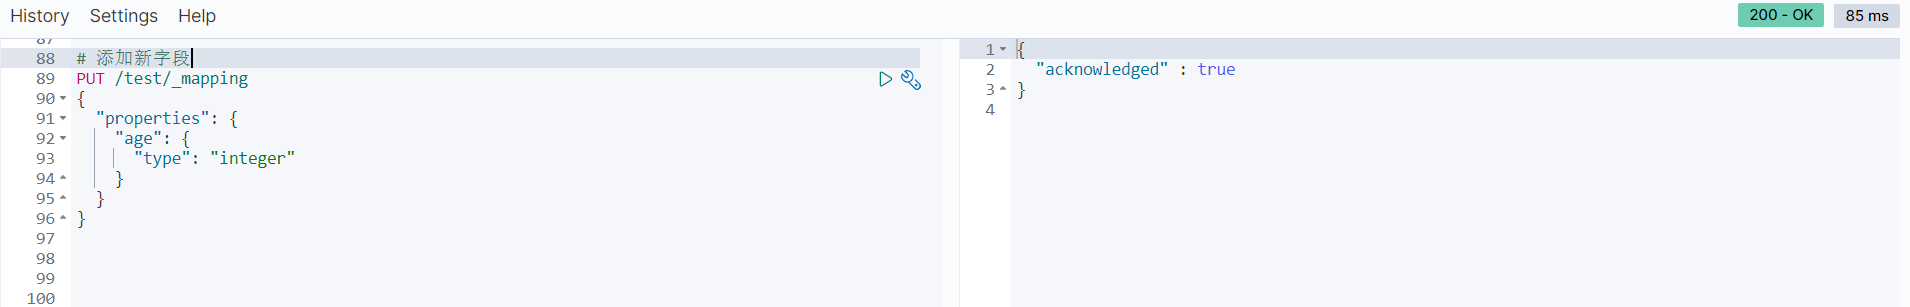 History Settings Help
200 - OK 85 ms
87
88 # 添加新字段
89 PUT /test/_mapping
90 {
91 "properties": {
92 "age": {
93 "type": "integer"
94 }
95 }
96 }
97
98
99
100
1 {
2 "acknowledged" : true
3 }
4